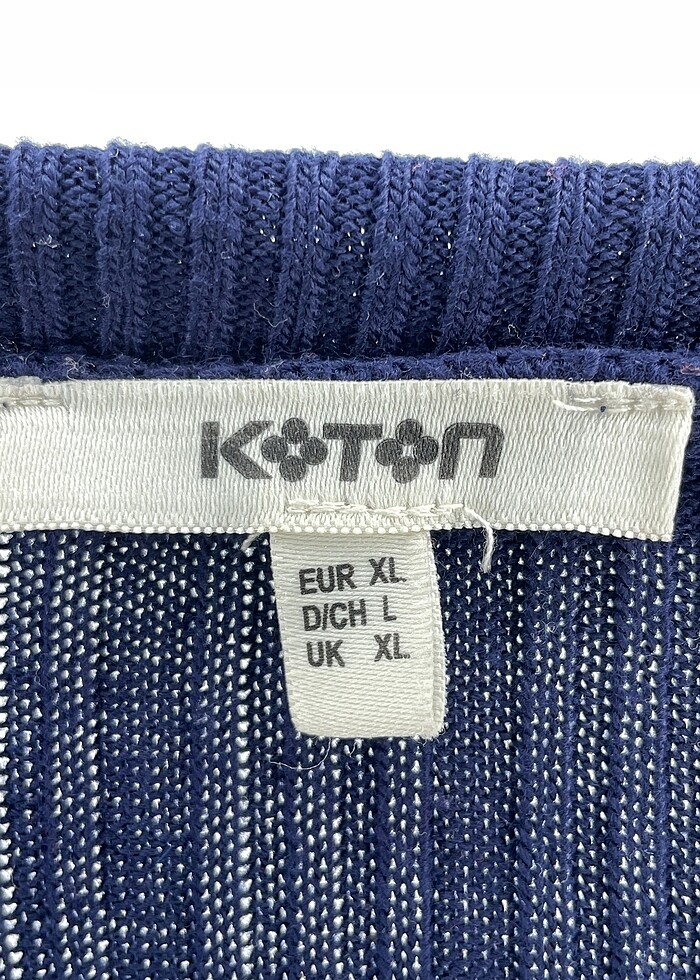 KOTON
EUR XL
D/CH L
UK XL